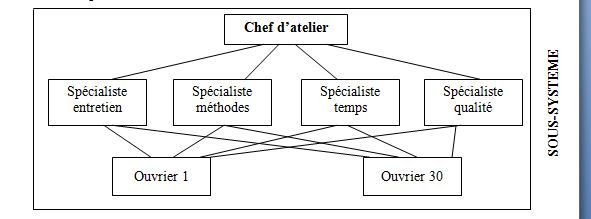 Chef d'atelier
Spécialiste
entretien
Spécialiste
méthodes
Spécialiste
temps
Spécialiste
qualité
Ouvrier 1
Ouvrier 30
SOUS-SYSTEME